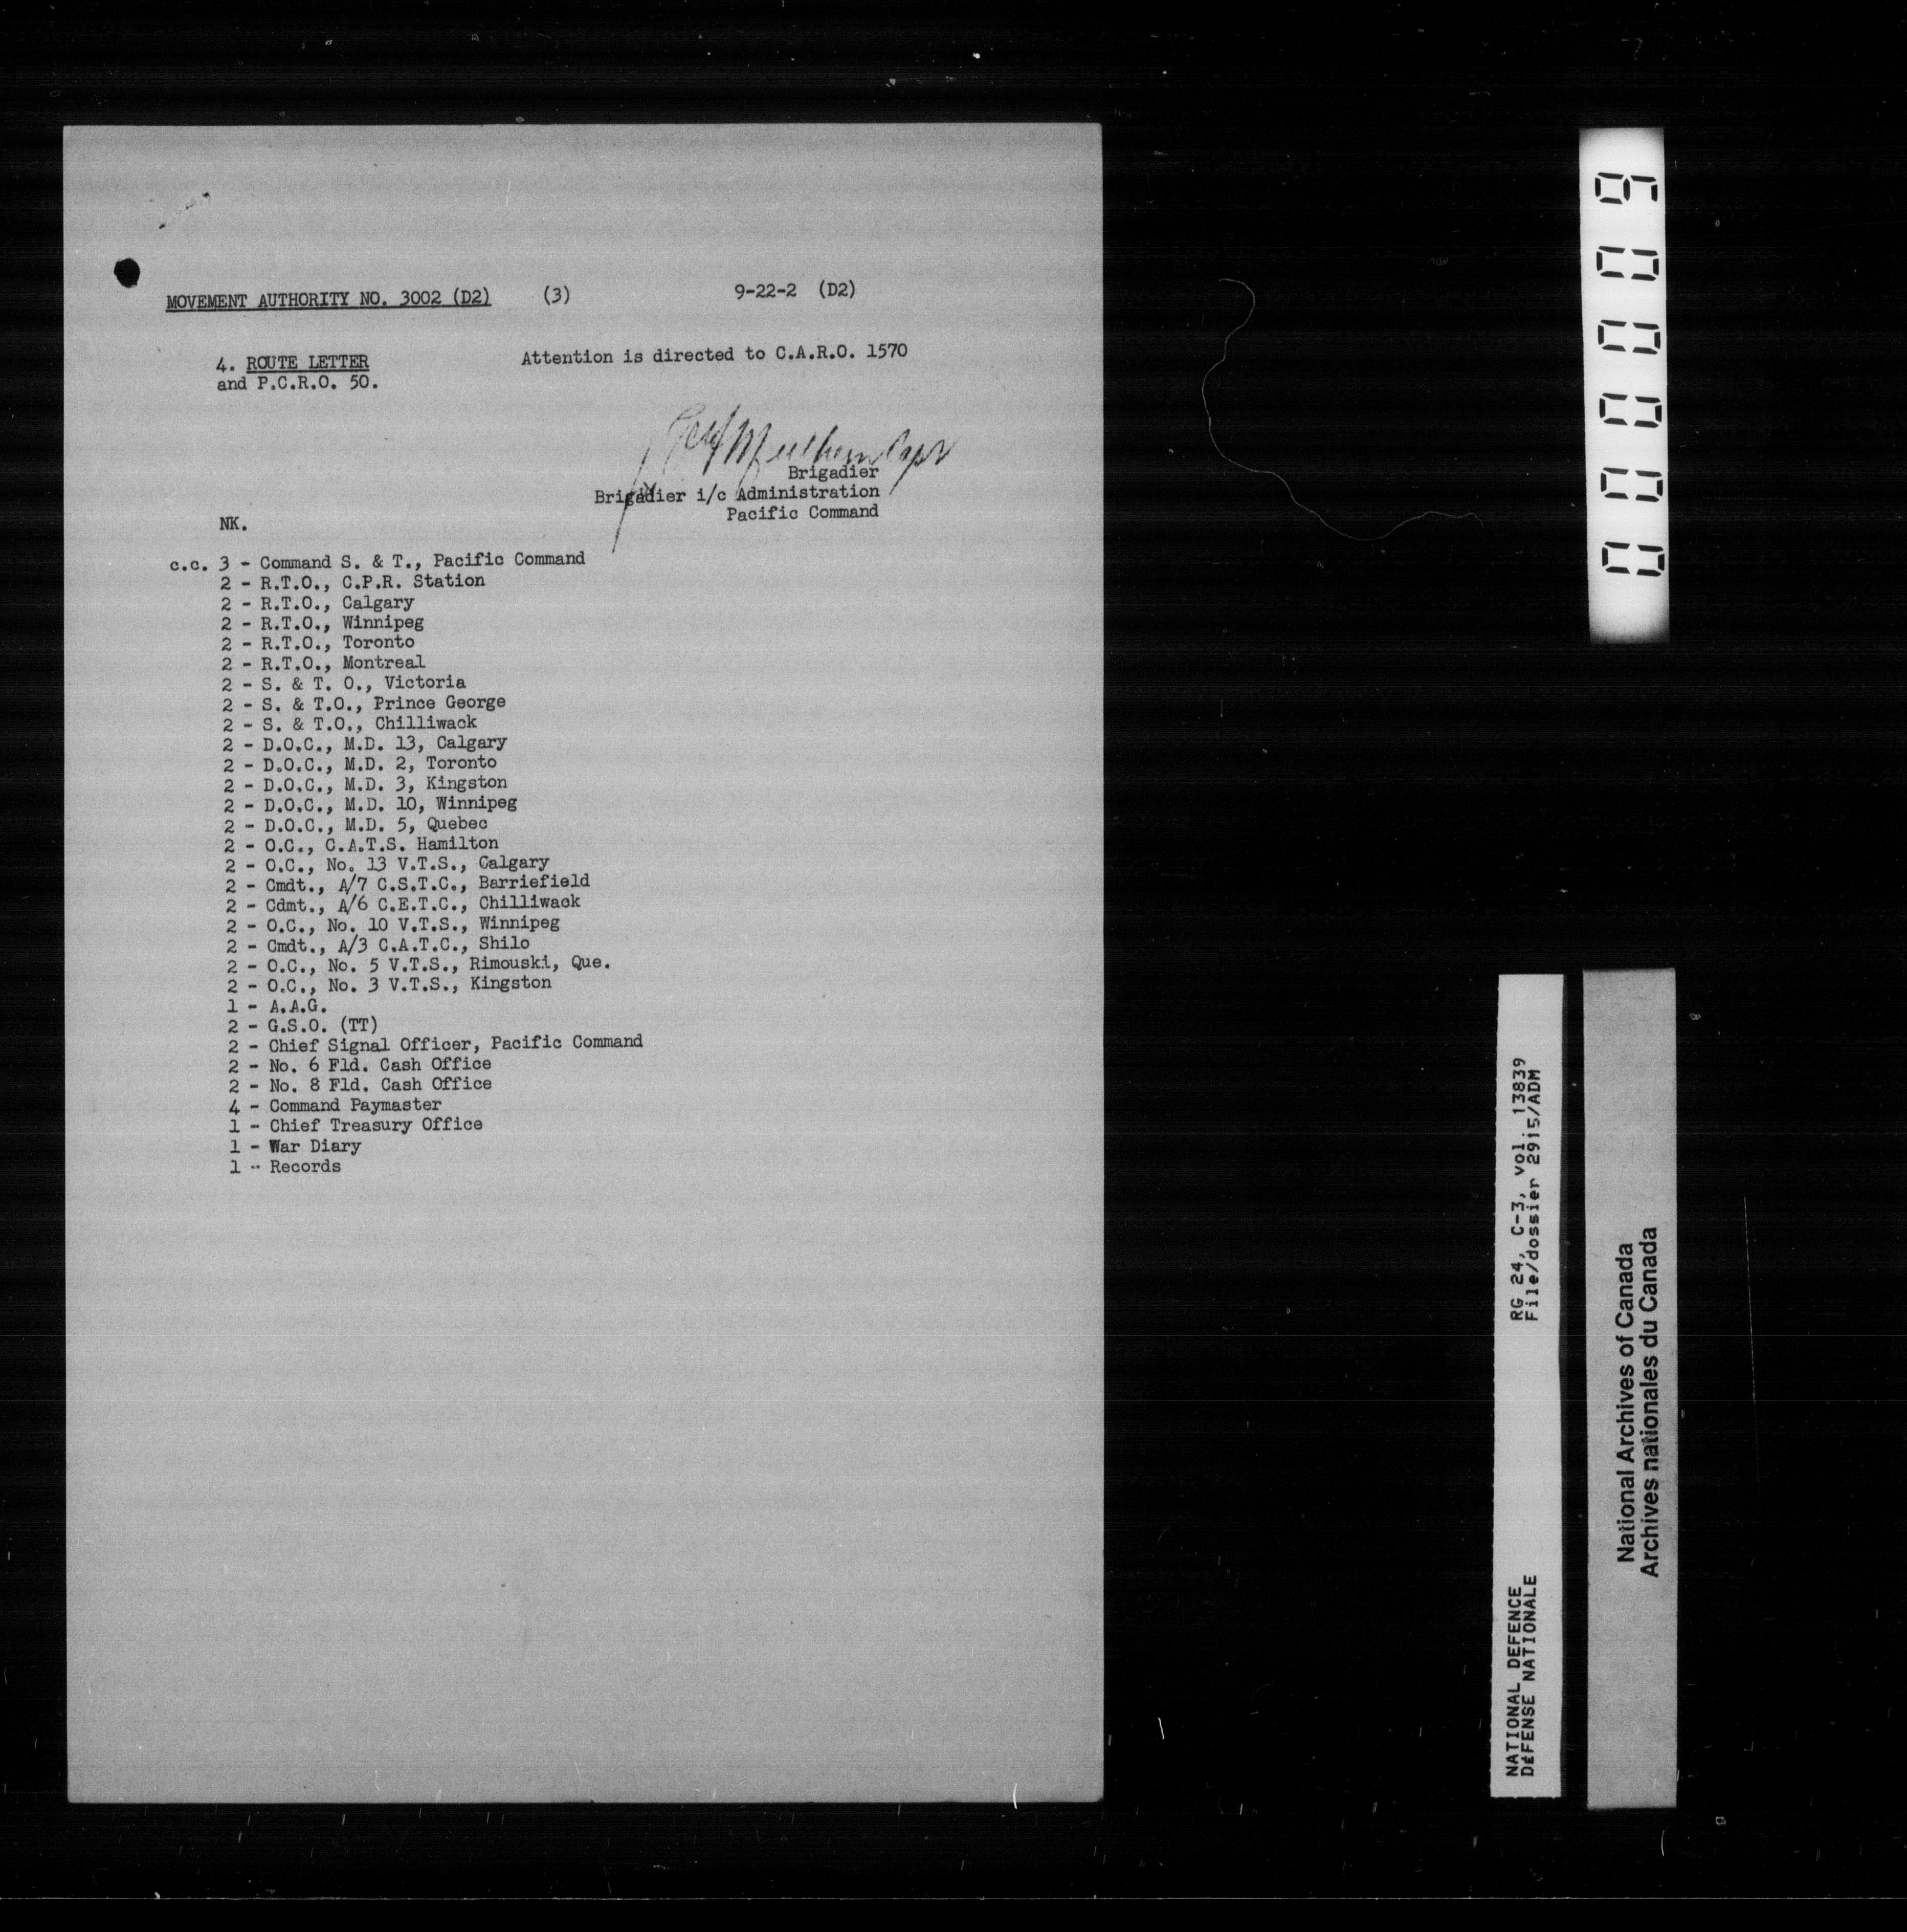 MOVEMENT AUTHORITY NO. 3002 (D2) (3) 9-22-2 (D2)
4. ROUTE LETTER Attention is directed to C.A.R.O. 1570
and P.C.R.O. 50.
Brigadier
Brigadier i/c Administration
Pacific Command
NK.
c.c. 3 - Command S. & T., Pacific Command
2 - R.T.O., C.P.R. Station
2 - R.T.O., Calgary
2 - R.T.O., Winnipeg
2 - R.T.O., Toronto
2 - R.T.O., Montreal
2 - S. & T. O., Victoria
2 - S. & T.O., Prince George
2 - S. & T.O., Chilliwack
2 - D.O.C., M.D. 13, Calgary
2 - D.O.C., M.D. 2, Toronto
2 - D.O.C., M.D. 3, Kingston
2 - D.O.C., M.D. 10, Winnipeg
2 - D.O.C., M.D. 5, Quebec
2 - O.C., C.A.T.S. Hamilton
2 - O.C., No. 13 V.T.S., Calgary
2 - Cmdt., A/7 C.S.T.C., Barriefield
2 - Cdmt., A/6 C.E.T.C., Chilliwack
2 - O.C., No. 10 V.T.S., Winnipeg
2 - Cmdt., A/3 C.A.T.C., Shilo
2 - O.C., No. 5 V.T.S., Rimouski, Que.
2 - O.C., No. 3 V.T.S., Kingston
1 - A.A.G.
2 - G.S.O. (TT)
2 - Chief Signal Officer, Pacific Command
2 - No. 6 Fld. Cash Office
2 - No. 8 Fld. Cash Office
4 - Command Paymaster
1 - Chief Treasury Office
1 - War Diary
1 - Records
000009
NATIONAL DEFENCE RG 24, C-3, vol. 13839
DÉFENSE NATIONALE File/dossier 2915/ADM
National Archives of Canada
Archives nationales du Canada